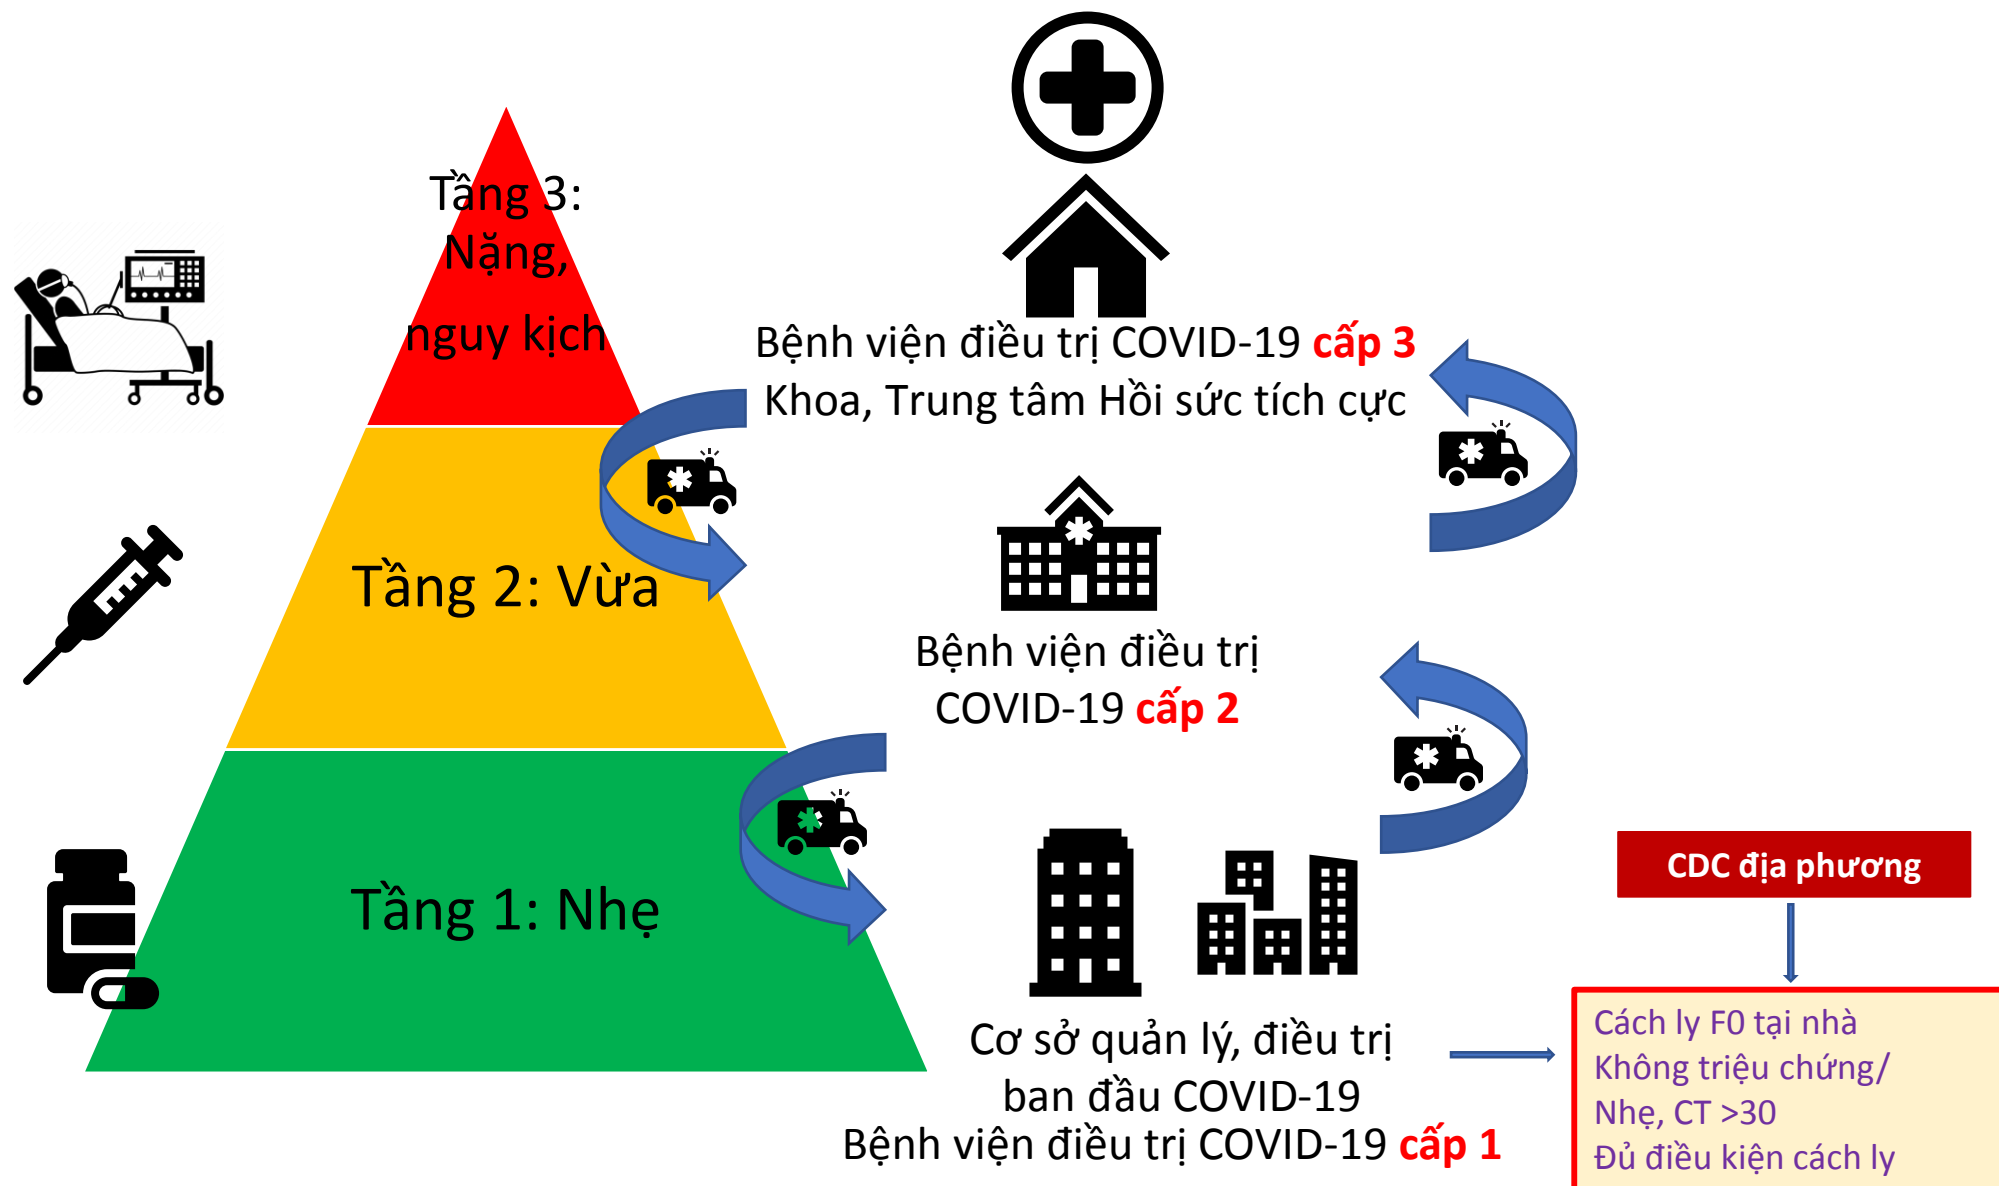 Tầng 3:
Nặng,
nguy kịch
Bệnh viện điều trị COVID-19 cấp 3
Khoa, Trung tâm Hồi sức tích cực
Tầng 2: Vừa
Bệnh viện điều trị
COVID-19 cấp 2
Tầng 1: Nhẹ
Cơ sở quản lý, điều trị
ban đầu COVID-19
Bệnh viện điều trị COVID-19 cấp 1
CDC địa phương
Cách ly F0 tại nhà
Không triệu chứng/
Nhẹ, CT >30
Đủ điều kiện cách ly